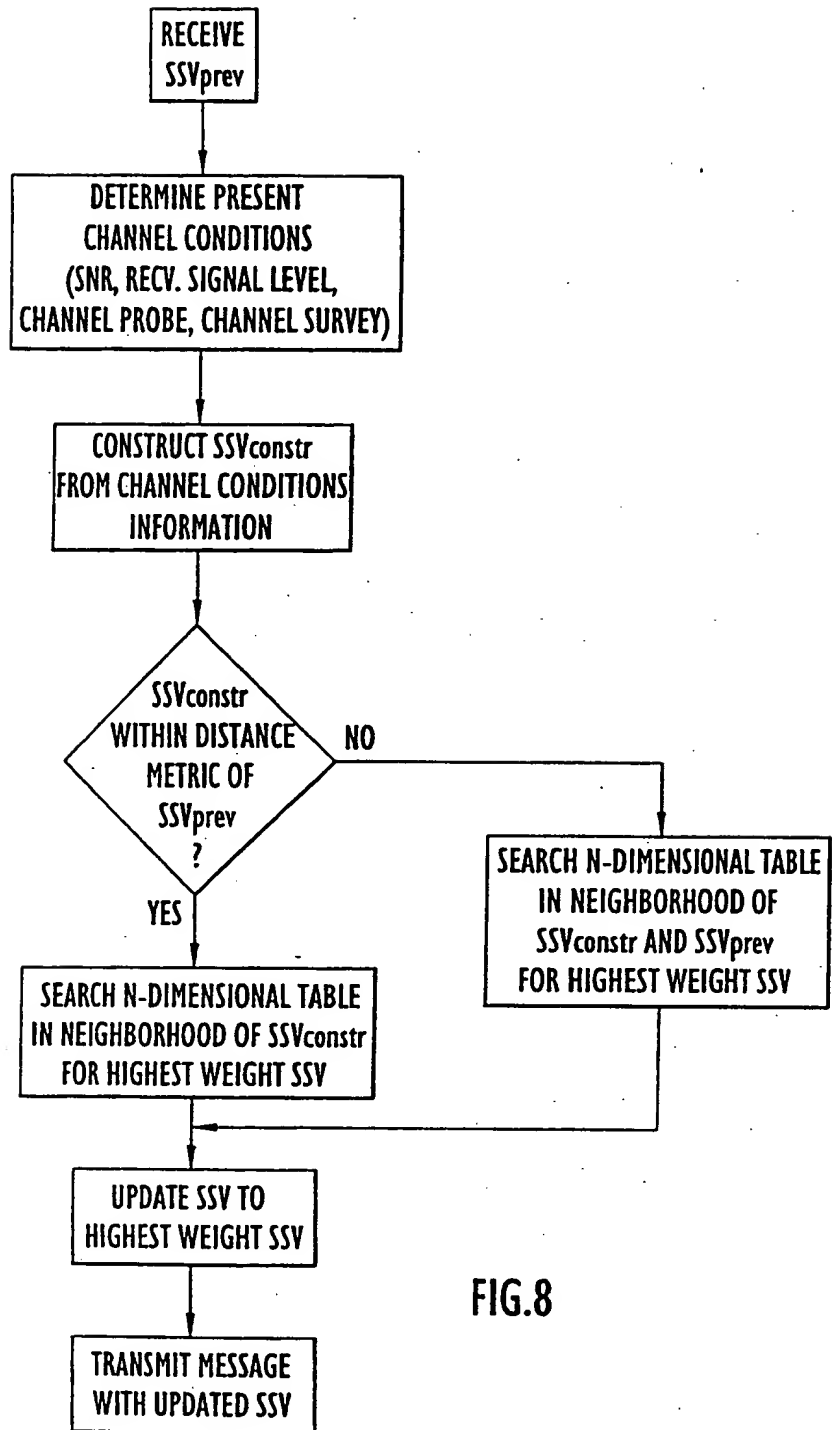 RECEIVE
SSVprev
DETERMINE PRESENT
CHANNEL CONDITIONS
(SNR, RECV. SIGNAL LEVEL,
CHANNEL PROBE, CHANNEL SURVEY)
CONSTRUCT SSVconstr
FROM CHANNEL CONDITIONS
INFORMATION
SSVconstr
WITHIN DISTANCE
METRIC OF
SSVprev
?
NO
YES
SEARCH N-DIMENSIONAL TABLE
IN NEIGHBORHOOD OF
SSVconstr AND SSVprev
FOR HIGHEST WEIGHT SSV
SEARCH N-DIMENSIONAL TABLE
IN NEIGHBORHOOD OF SSVconstr
FOR HIGHEST WEIGHT SSV
UPDATE SSV TO
HIGHEST WEIGHT SSV
TRANSMIT MESSAGE
WITH UPDATED SSV
FIG.8